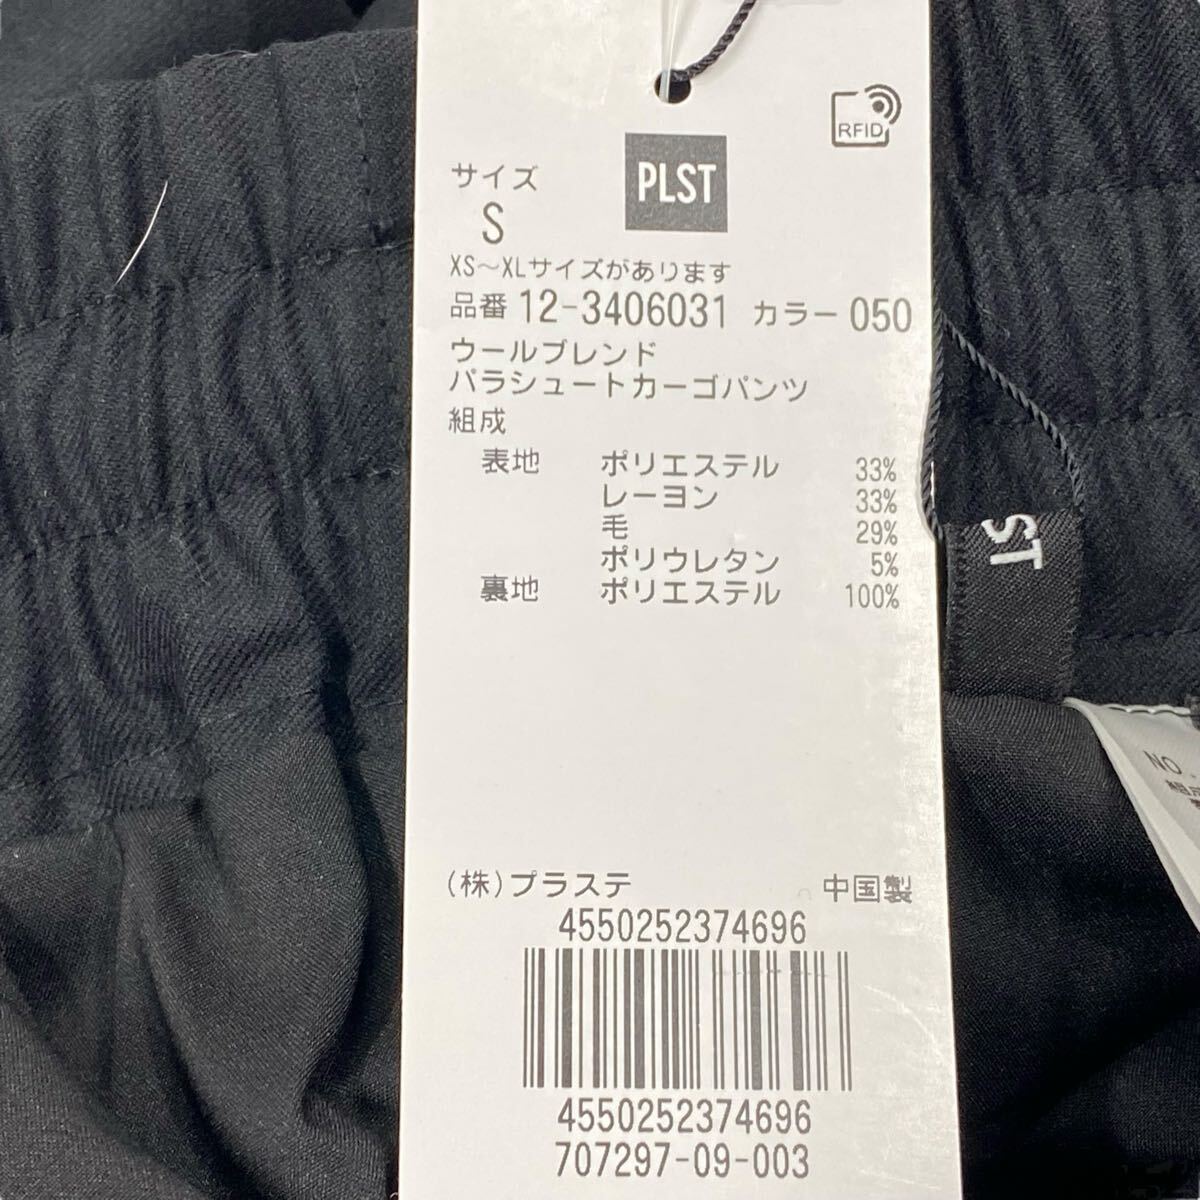 RFID
PLST
サイズ
S
XS～XLサイズがあります
品番 12-3406031 カラー 050
ウールブレンド
パラシュートカーゴパンツ
組成
表地 ポリエステル 33%
レーヨン 33%
毛 29%
ポリウレタン 5%
裏地 ポリエステル 100%
(株)プラステ 中国製
4550252374696
4550252374696
707297-09-003
ST
NO.